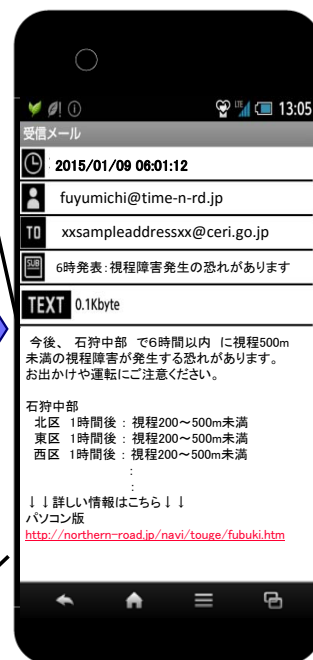 13:05
受信メール
2015/01/09 06:01:12
fuyumichi@time-n-rd.jp
TO xxsampleaddressxx@ceri.go.jp
SUB 6時発表:視程障害発生の恐れがあります
TEXT 0.1Kbyte
今後、 石狩中部 で6時間以内 に視程500m
未満の視程障害が発生する恐れがあります。
お出かけや運転にご注意ください。
石狩中部
北区 1時間後 : 視程200～500m未満
東区 1時間後 : 視程200～500m未満
西区 1時間後 : 視程200～500m未満
:
:
↓↓詳しい情報はこちら↓↓
パソコン版
http://northern-road.jp/navi/touge/fubuki.htm